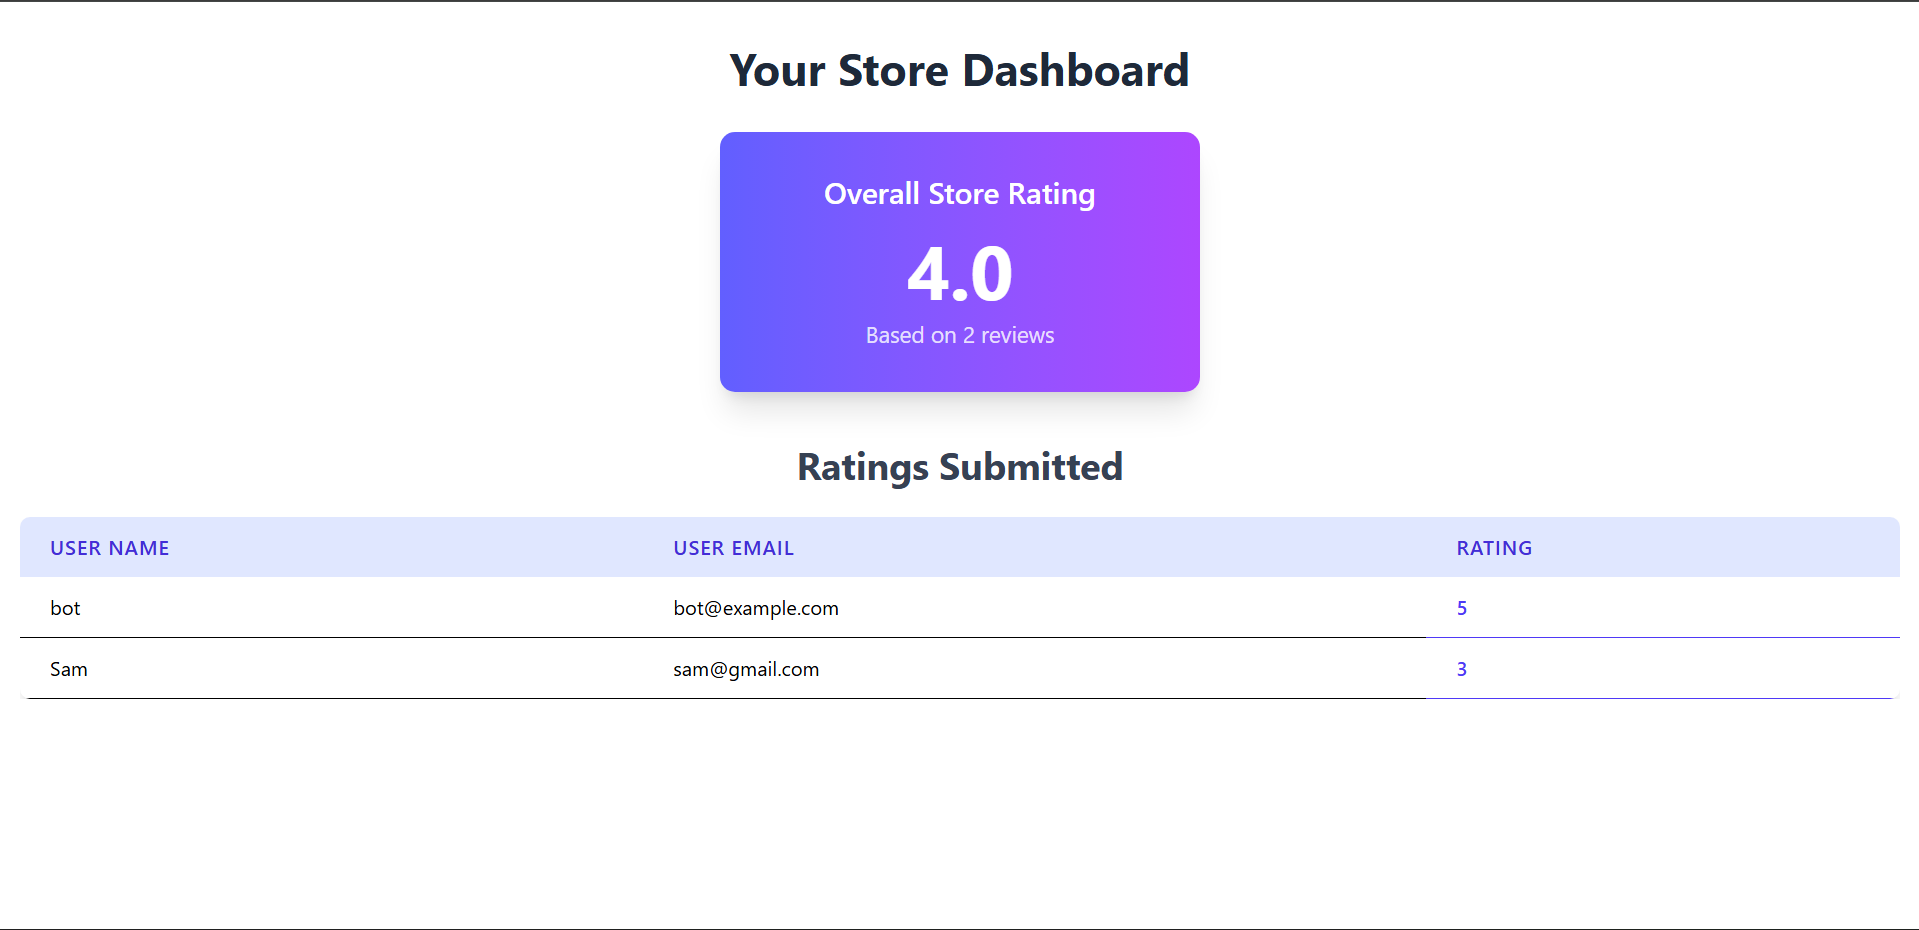 Your Store Dashboard
Overall Store Rating
4.0
Based on 2 reviews
Ratings Submitted
USER NAME USER EMAIL RATING
bot bot@example.com 5
Sam sam@gmail.com 3